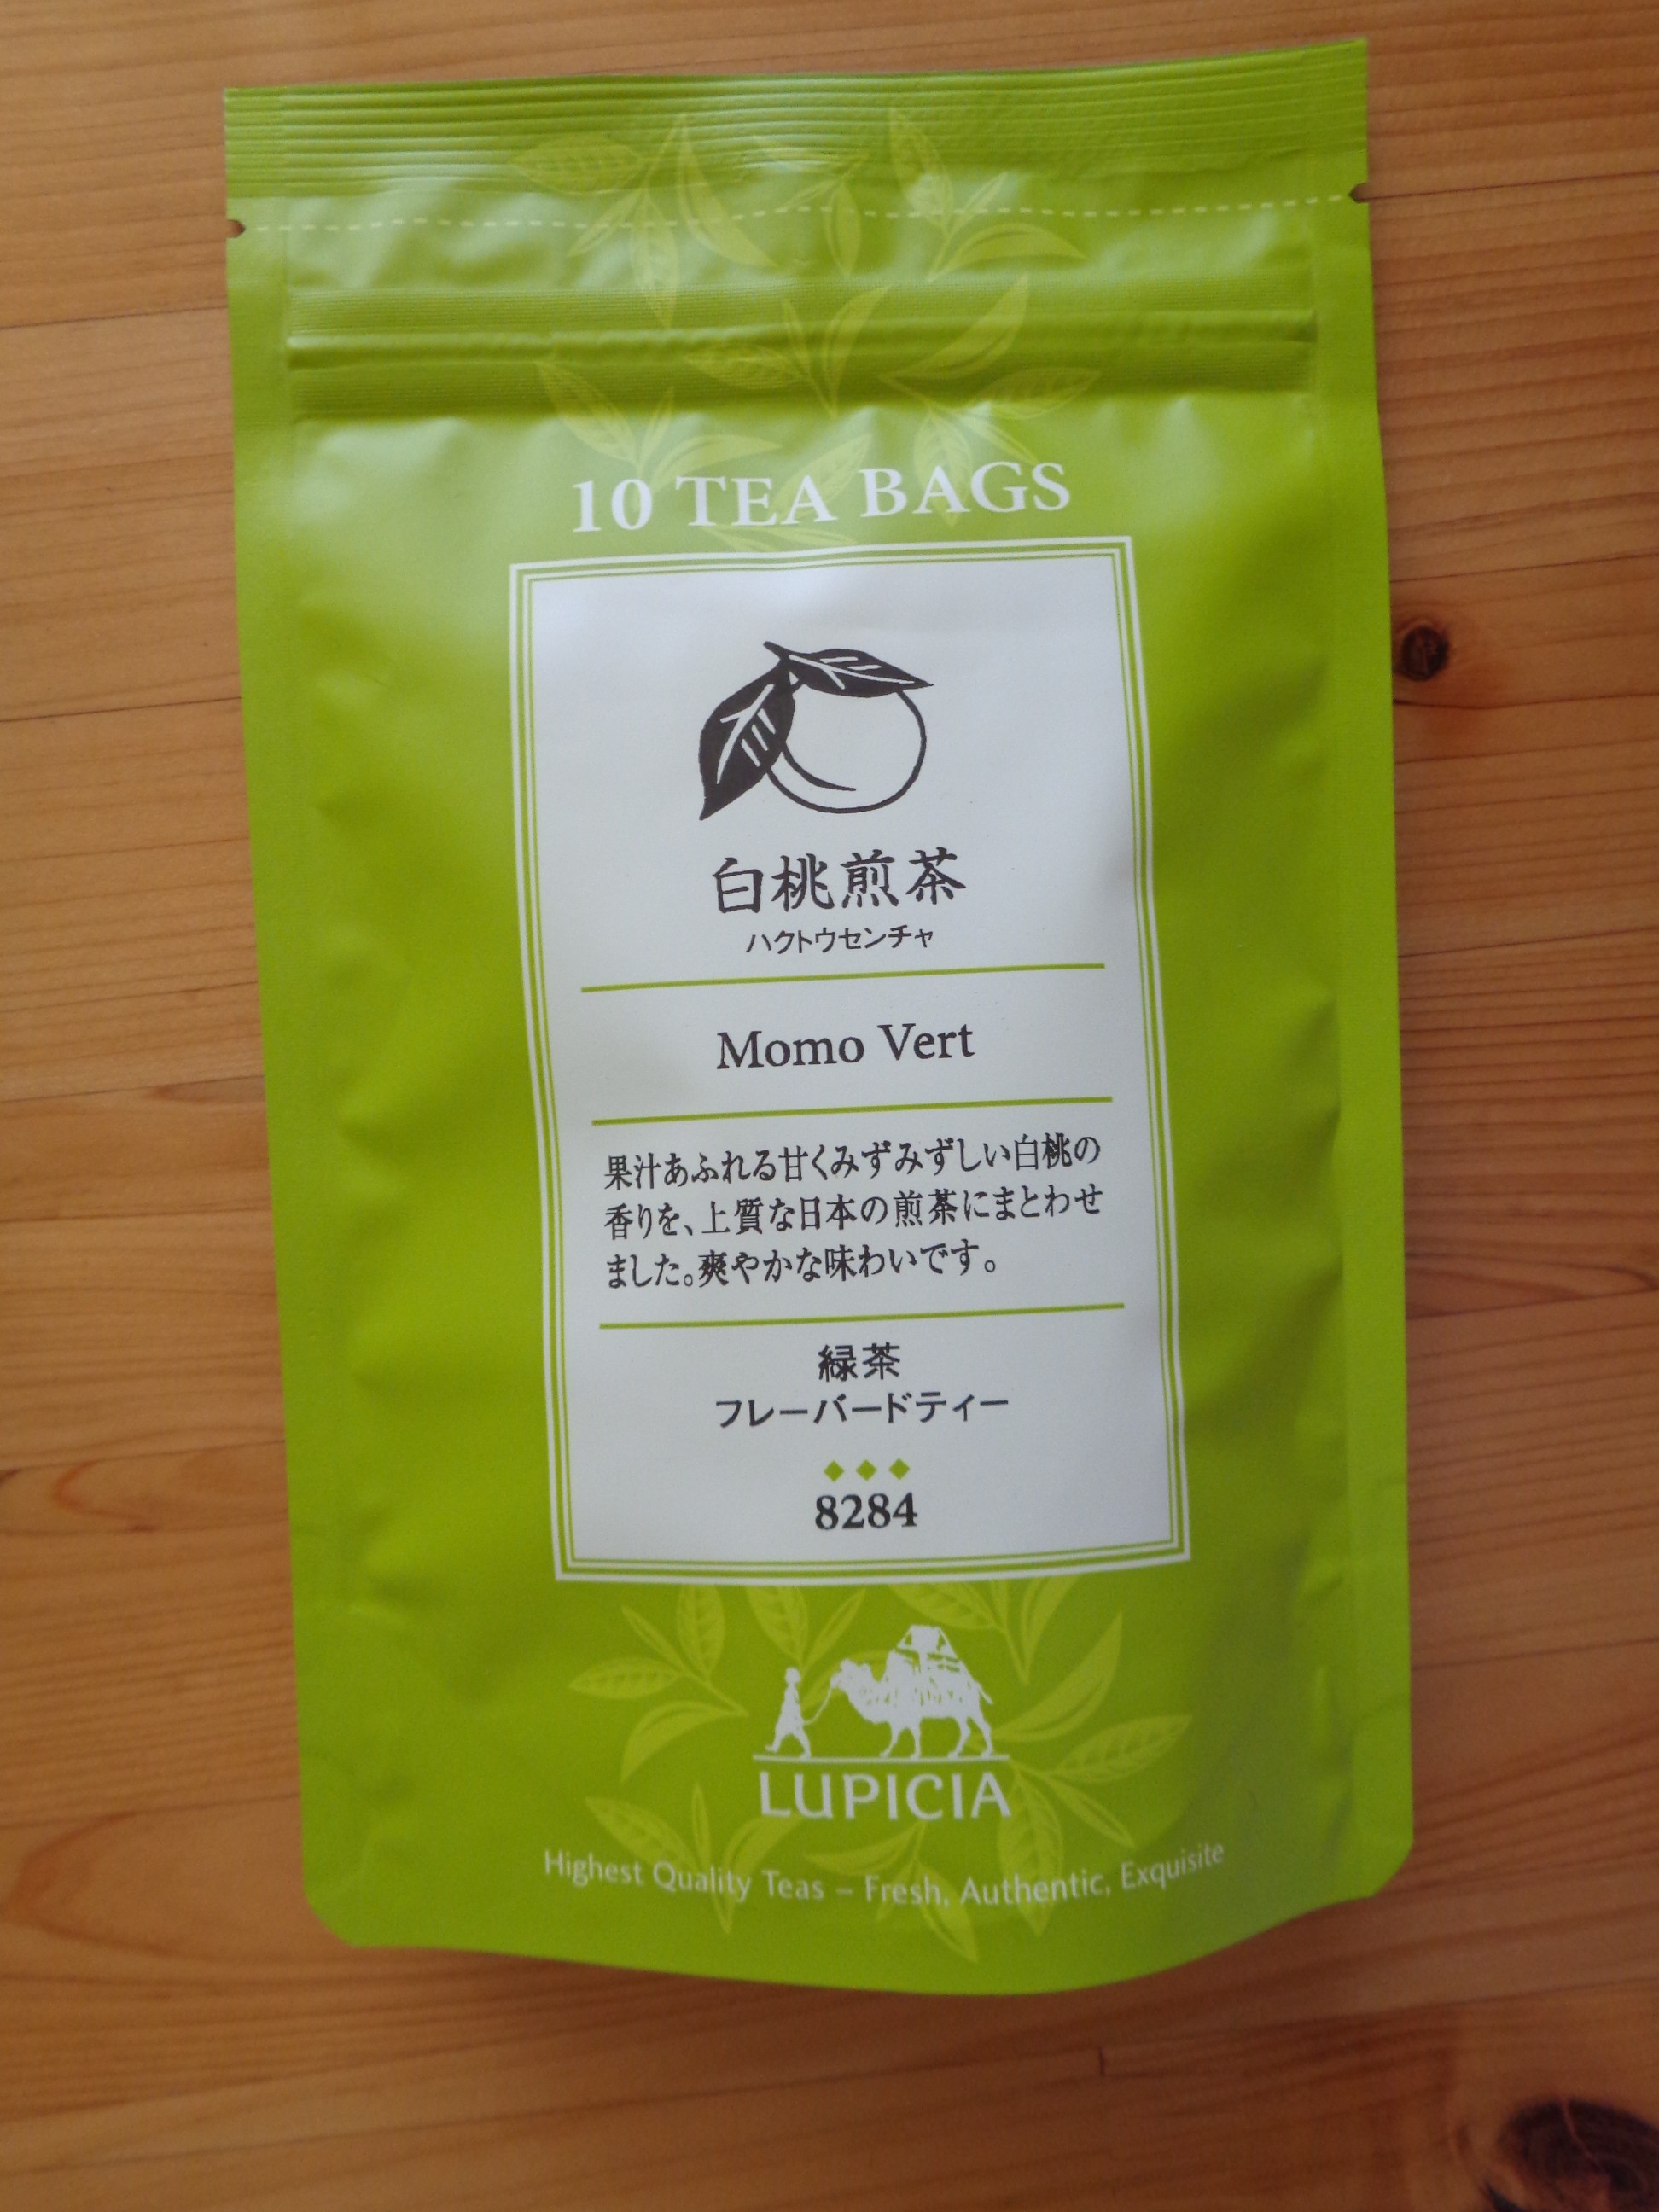 10 TEA BAGS
白桃煎茶
ハクトウセンチャ
Momo Vert
果汁あふれる甘くみずみずしい白桃の
香りを、上質な日本の煎茶にまとわせ
ました。爽やかな味わいです。
緑茶
フレーバードティー
8284
LUPICIA
Highest Quality Teas – Fresh, Authentic, Exquisite